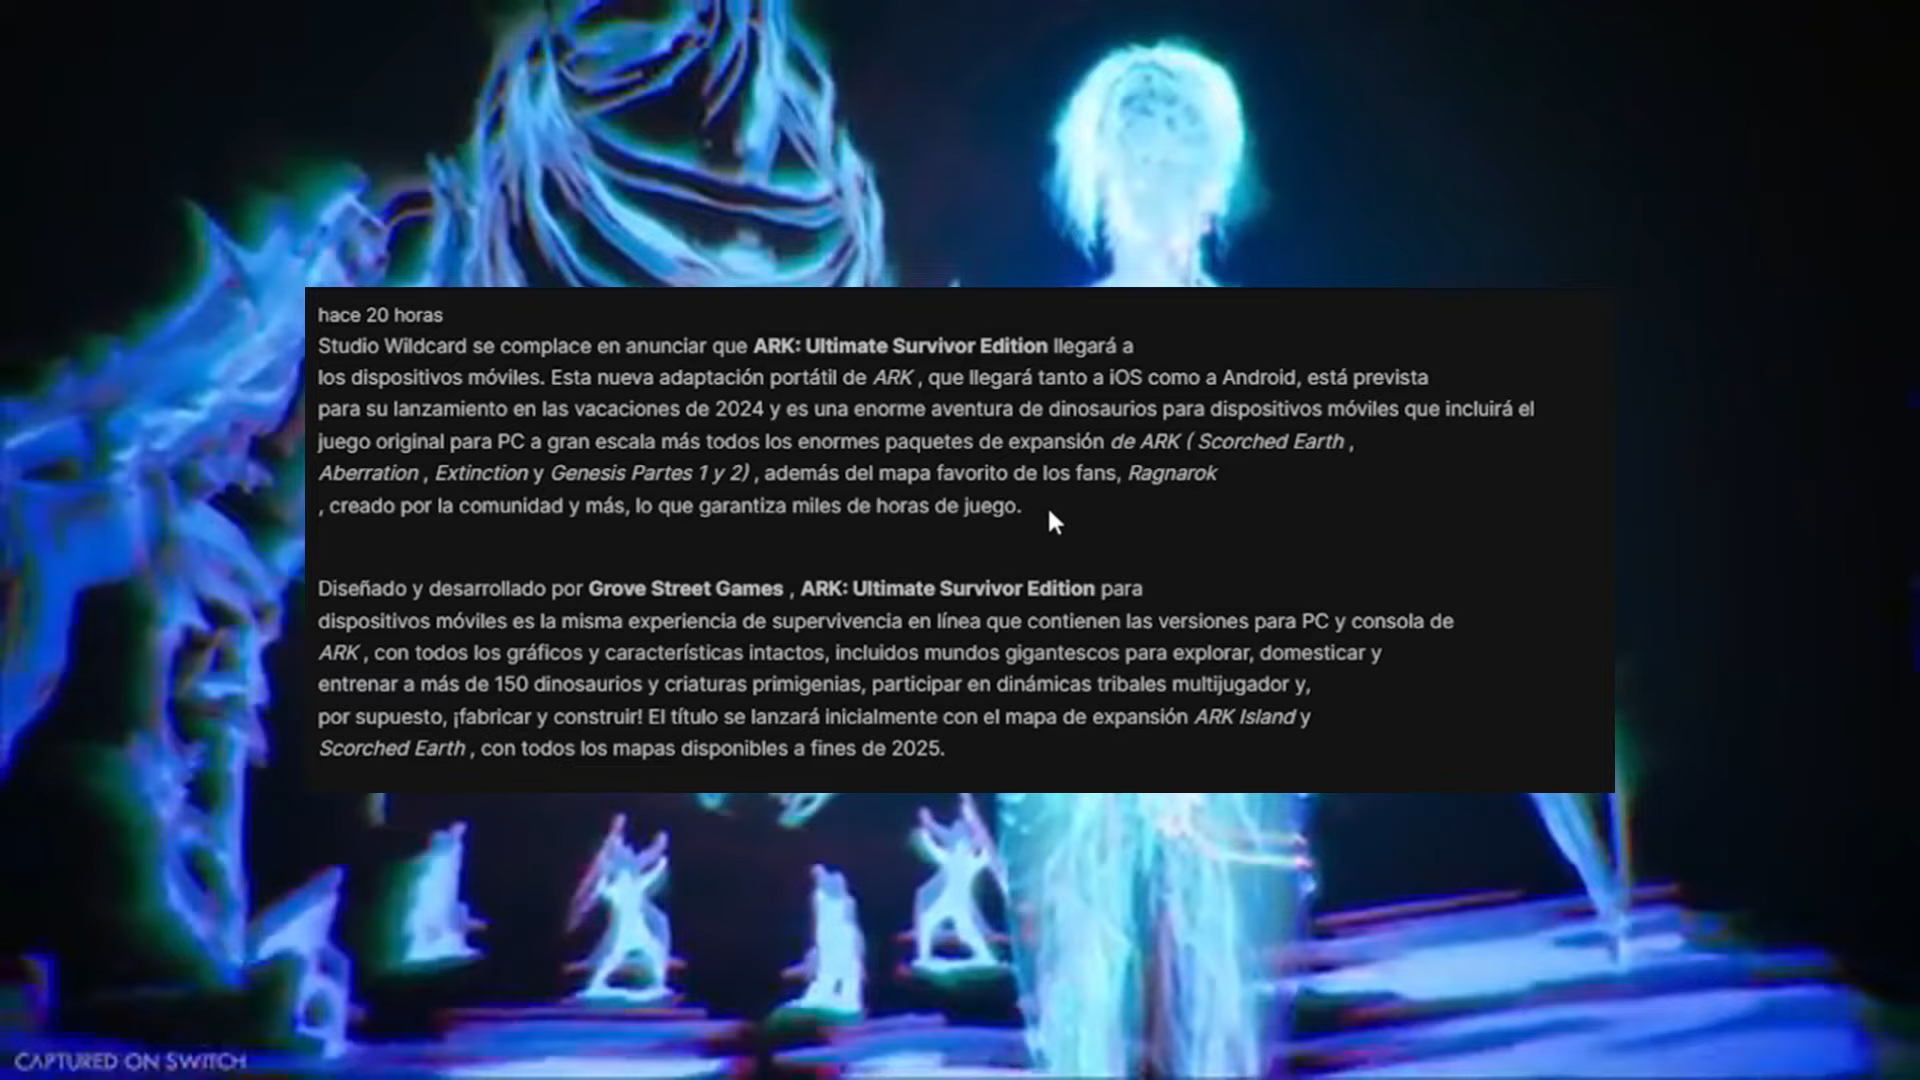 hace 20 horas
Studio Wildcard se complace en anunciar que ARK: Ultimate Survivor Edition llegará a
los dispositivos móviles. Esta nueva adaptación portátil de ARK , que llegará tanto a iOS como a Android, está prevista
para su lanzamiento en las vacaciones de 2024 y es una enorme aventura de dinosaurios para dispositivos móviles que incluirá el
juego original para PC a gran escala más todos los enormes paquetes de expansión de ARK ( Scorched Earth ,
Aberration , Extinction y Genesis Partes 1 y 2) , además del mapa favorito de los fans, Ragnarok
, creado por la comunidad y más, lo que garantiza miles de horas de juego.
Diseñado y desarrollado por Grove Street Games , ARK: Ultimate Survivor Edition para
dispositivos móviles es la misma experiencia de supervivencia en línea que contienen las versiones para PC y consola de
ARK , con todos los gráficos y características intactos, incluidos mundos gigantescos para explorar, domesticar y
entrenar a más de 150 dinosaurios y criaturas primigenias, participar en dinámicas tribales multijugador y,
por supuesto, ¡fabricar y construir! El título se lanzará inicialmente con el mapa de expansión ARK Island y
Scorched Earth , con todos los mapas disponibles a fines de 2025.
CAPTURED ON SWITCH